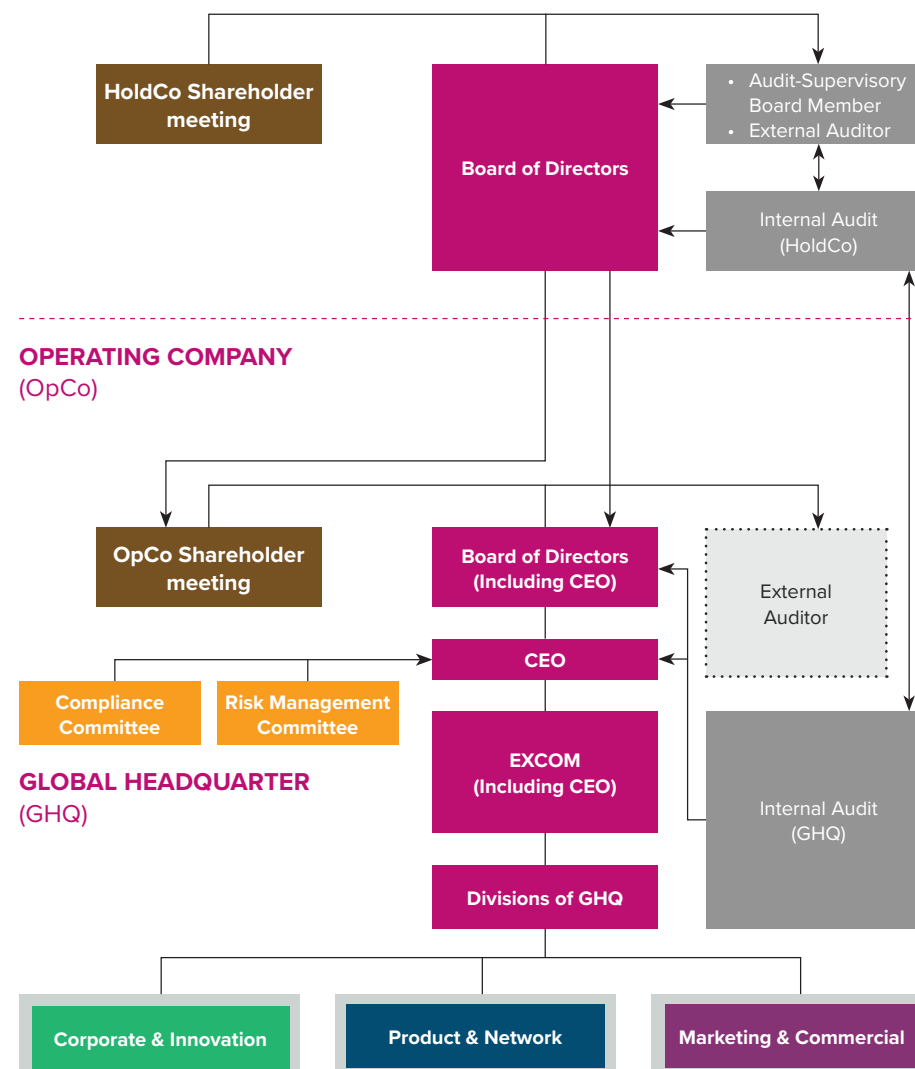 HoldCo Shareholder
meeting
Board of Directors
• Audit-Supervisory
Board Member
• External Auditor
Internal Audit
(HoldCo)
OPERATING COMPANY
(OpCo)
OpCo Shareholder
meeting
Board of Directors
(Including CEO)
External
Auditor
CEO
Compliance
Committee
Risk Management
Committee
EXCOM
(Including CEO)
GLOBAL HEADQUARTER
(GHQ)
Internal Audit
(GHQ)
Divisions of GHQ
Corporate & Innovation
Product & Network
Marketing & Commercial